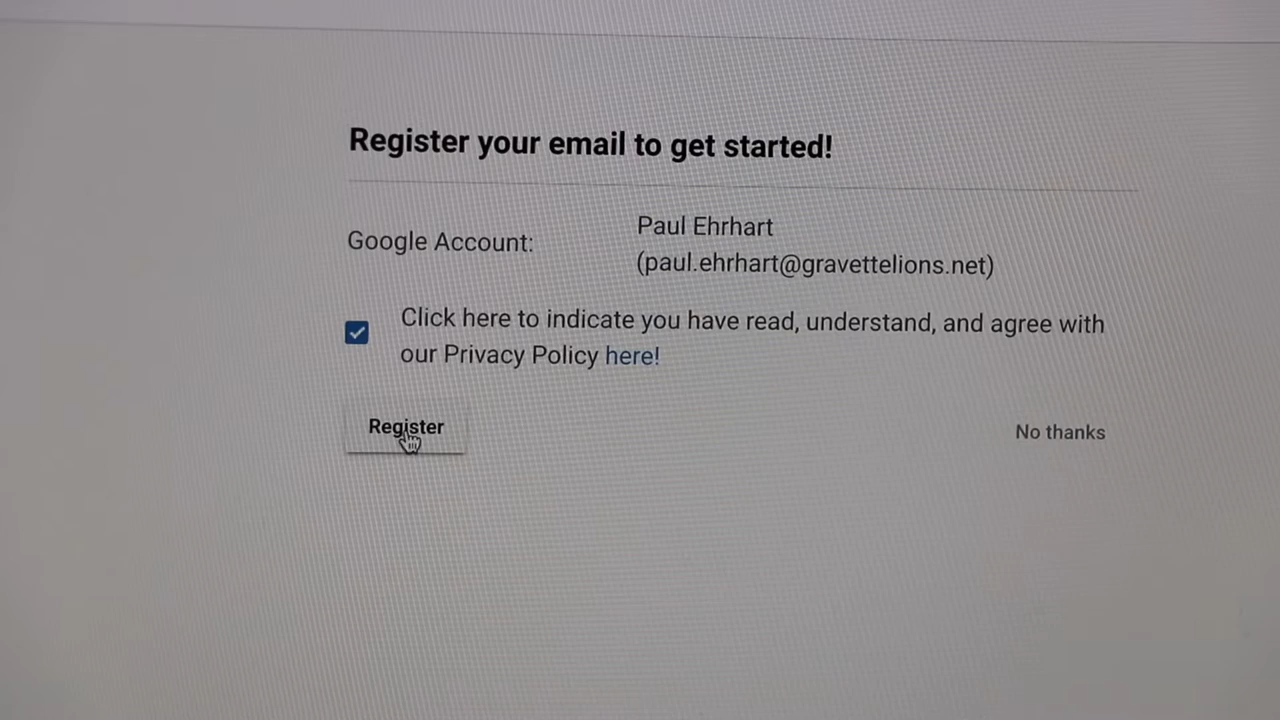 Register your email to get started!
Google Account:
Paul Ehrhart
(paul.ehrhart@gravettelions.net)
Click here to indicate you have read, understand, and agree with
our Privacy Policy here!
Register
No thanks